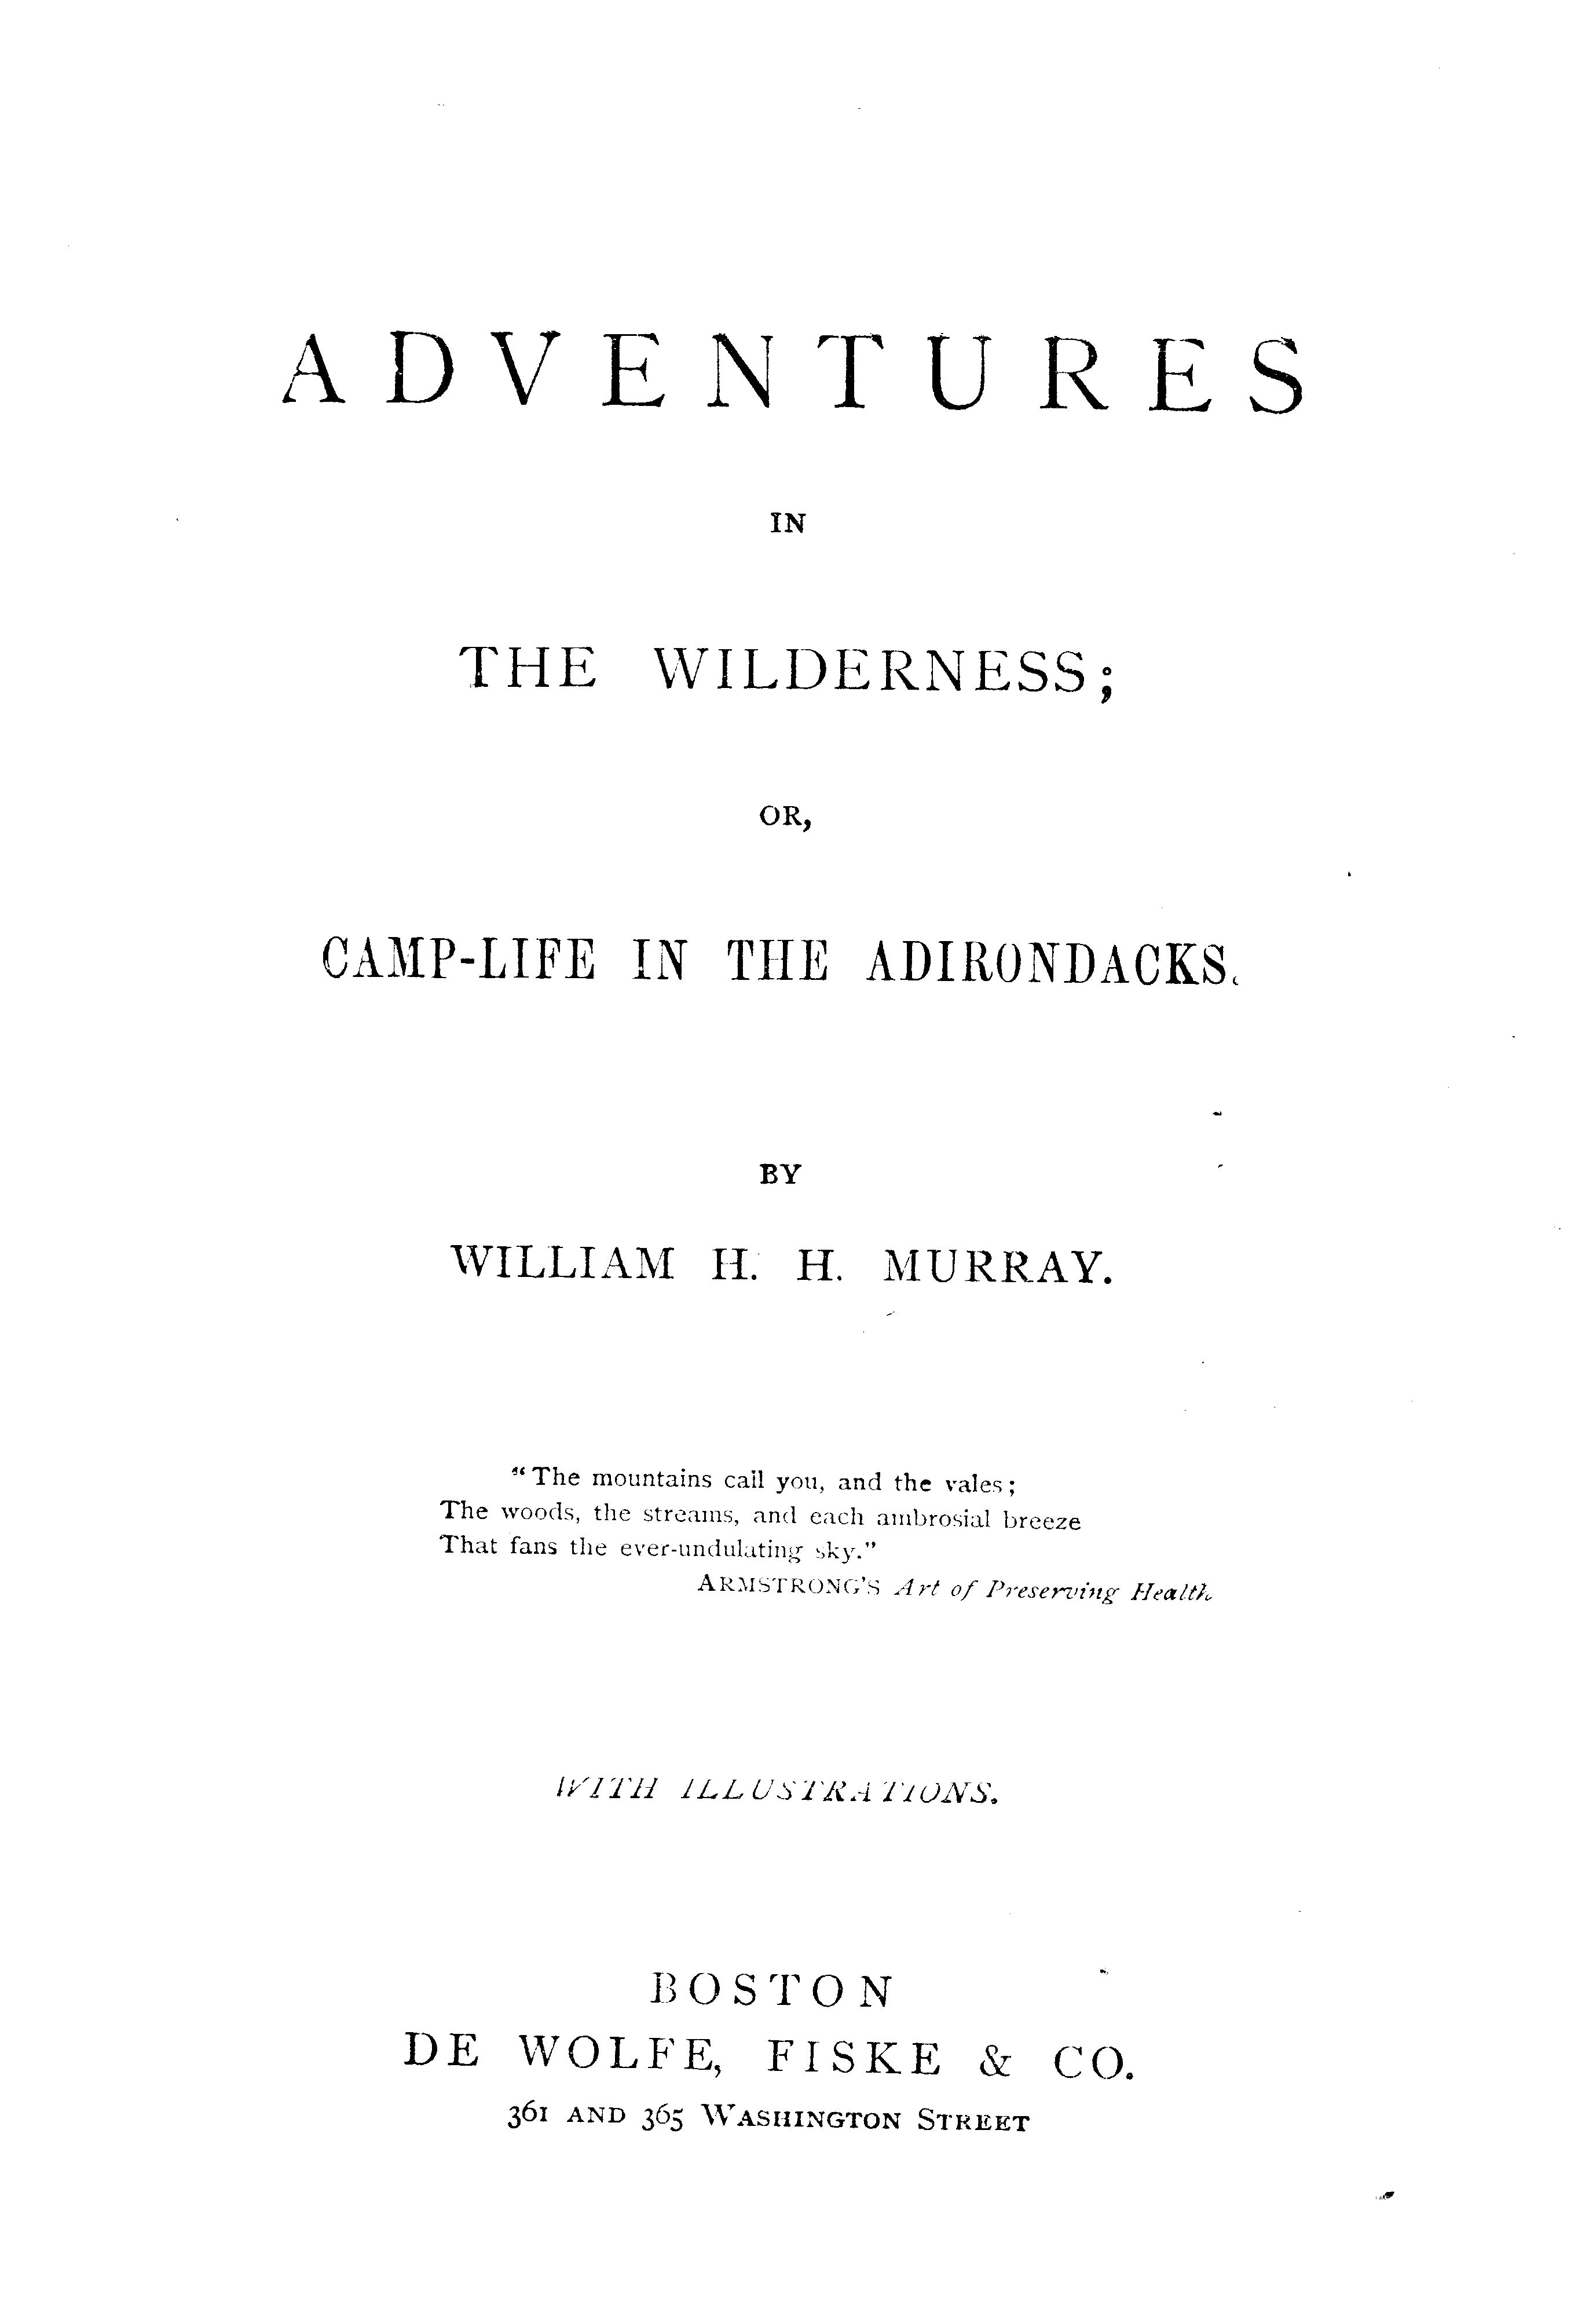 ADVENTURES
IN
THE WILDERNESS;
OR,
CAMP-LIFE IN THE ADIRONDACKS.
BY
WILLIAM H. H. MURRAY.
"The mountains call you, and the vales;
The woods, the streams, and each ambrosial breeze
That fans the ever-undulating sky."
ARMSTRONG'S Art of Preserving Health
WITH ILLUSTRATIONS.
BOSTON
DE WOLFE, FISKE & CO.
361 AND 365 WASHINGTON STREET